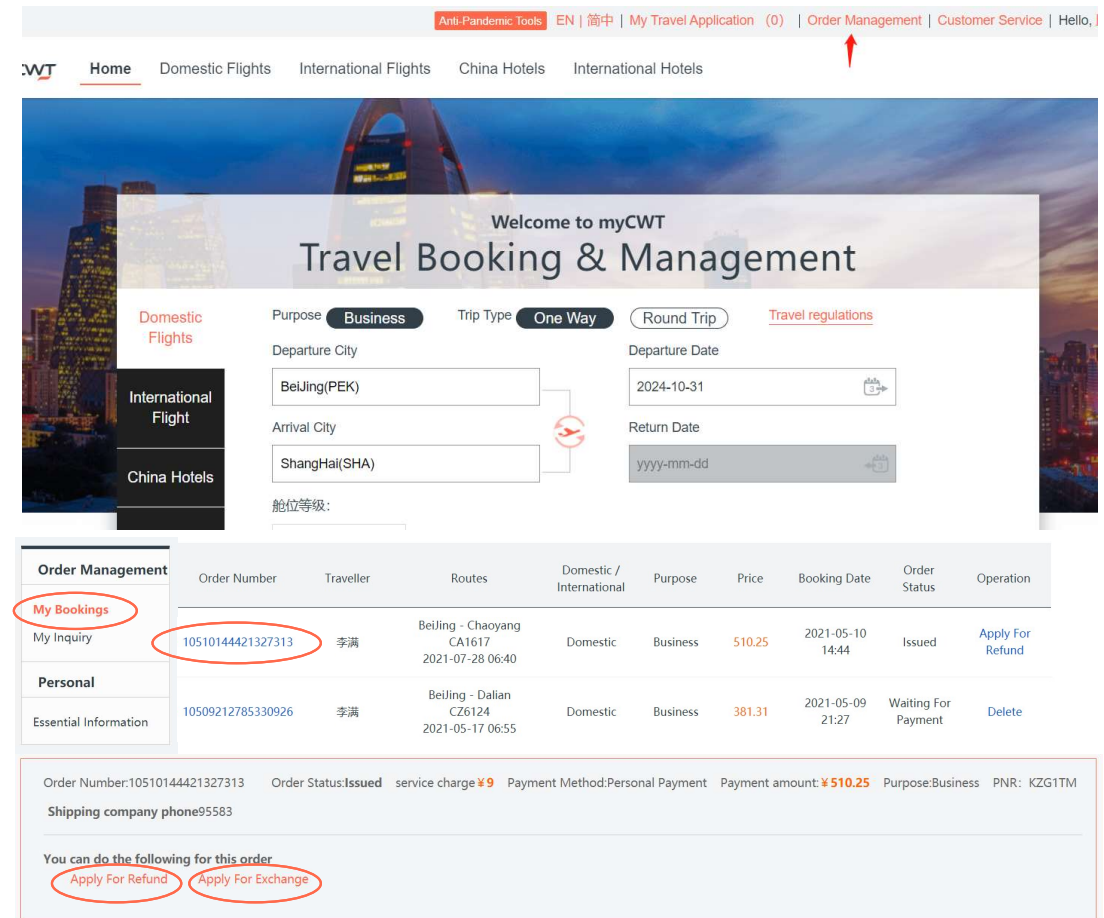 Anti-Pandemic Tools EN | 简中 | My Travel Application (0) | Order Management | Customer Service | Hello,
CWT Home Domestic Flights International Flights China Hotels International Hotels
Welcome to myCWT
Travel Booking & Management
Domestic
Flights
Purpose Business Trip Type One Way Round Trip Travel regulations
Departure City Departure Date
BeiJing(PEK) 2024-10-31
International
Flight
Arrival City Return Date
ShangHai(SHA) yyyy-mm-dd
China Hotels
舱位等级:
Order Management
My Bookings
My Inquiry
Personal
Essential Information
Order Number Traveller Routes Domestic / International Purpose Price Booking Date Order Status Operation
10510144421327313 李满 BeiJing - Chaoyang CA1617 2021-07-28 06:40 Domestic Business 510.25 2021-05-10 14:44 Issued Apply For Refund
10509212785330926 李满 BeiJing - Dalian CZ6124 2021-05-17 06:55 Domestic Business 381.31 2021-05-09 21:27 Waiting For Payment Delete
Order Number:10510144421327313 Order Status:Issued service charge ¥ 9 Payment Method:Personal Payment Payment amount: ¥ 510.25 Purpose:Business PNR: KZG1TM
Shipping company phone95583
You can do the following for this order
Apply For Refund Apply For Exchange